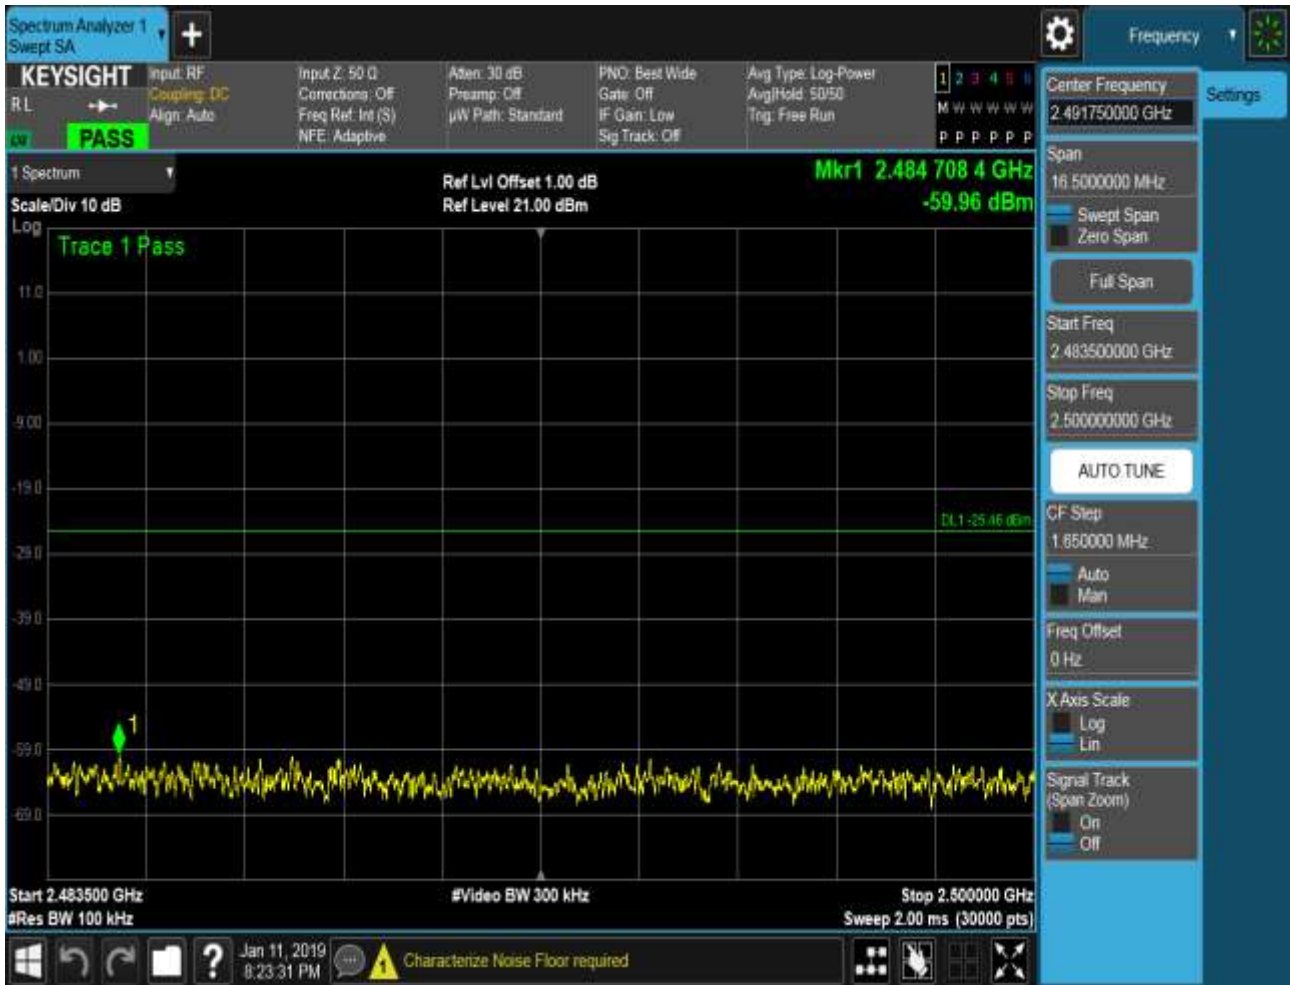 Spectrum Analyzer 1
Swept SA
+
Frequency
KEYSIGHT
RL
PASS
Input: RF
Coupling: DC
Align: Auto
Input Z: 50 Ω
Corrections: Off
Freq Ref: Int (S)
NFE: Adaptive
Atten: 30 dB
Preamp: Off
µW Path: Standard
PNO: Best Wide
Gate: Off
IF Gain: Low
Sig Track: Off
Avg Type: Log-Power
Avg|Hold: 50/50
Trig: Free Run
1 2 3 4 5 6
M W W W W W
P P P P P P
1 Spectrum
Scale/Div 10 dB
Log
Ref Lvl Offset 1.00 dB
Ref Level 21.00 dBm
Mkr1 2.484 708 4 GHz
-59.96 dBm
Trace 1 Pass
11.0
1.00
-9.00
-19.0
DL1 -25.46 dBm
-29.0
-39.0
-49.0
1
-59.0
-69.0
Start 2.483500 GHz
#Res BW 100 kHz
#Video BW 300 kHz
Stop 2.500000 GHz
Sweep 2.00 ms (30000 pts)
Center Frequency
2.491750000 GHz
Settings
Span
16.5000000 MHz
Swept Span
Zero Span
Full Span
Start Freq
2.483500000 GHz
Stop Freq
2.500000000 GHz
AUTO TUNE
CF Step
1.650000 MHz
Auto
Man
Freq Offset
0 Hz
X Axis Scale
Log
Lin
Signal Track
(Span Zoom)
On
Off
?
Jan 11, 2019
8:23:31 PM
Characterize Noise Floor required